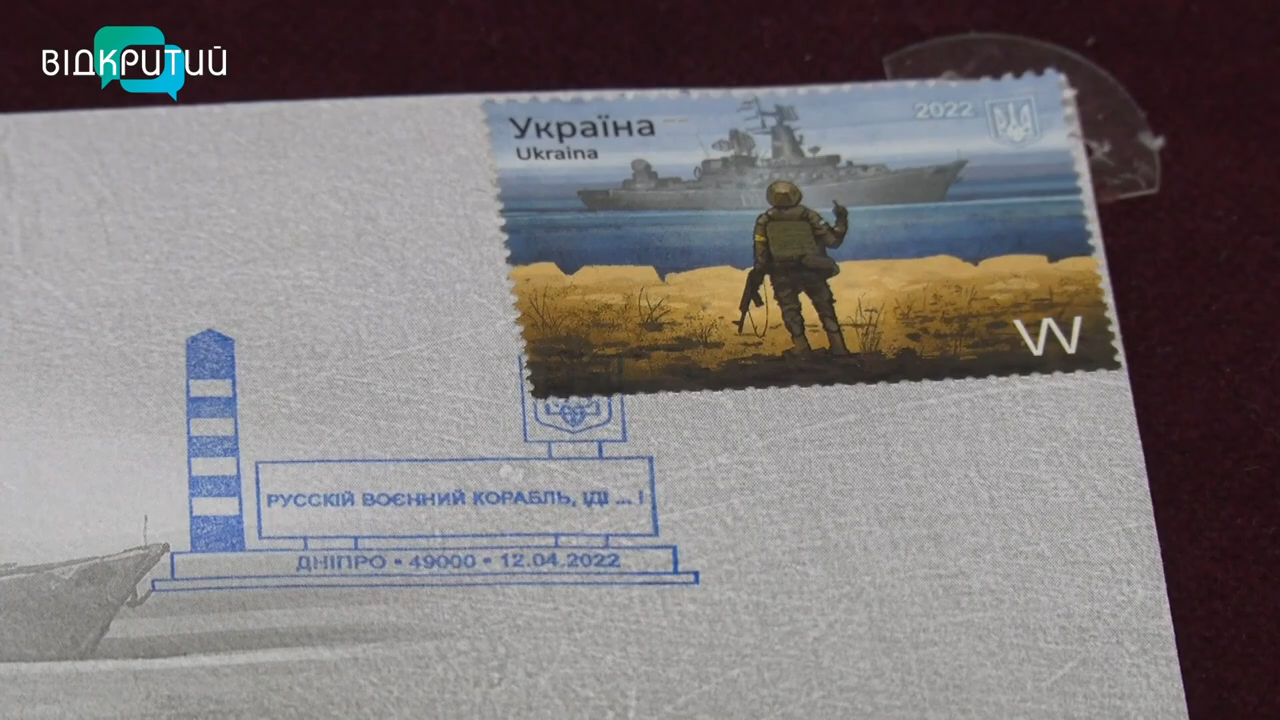 ВІДКРИТИЙ
Україна
Ukraina
2022
W
РУССКІЙ ВОЄННИЙ КОРАБЛЬ, ІДІ ... !
ДНІПРО • 49000 • 12.04.2022